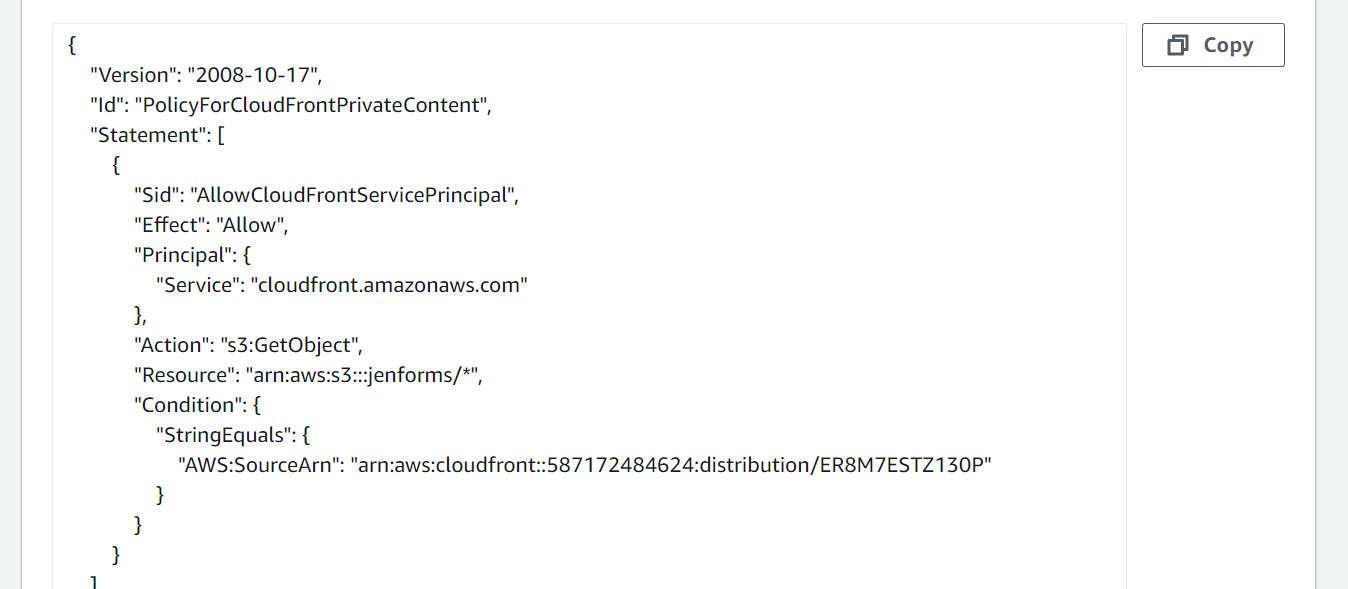 {
Copy
"Version": "2008-10-17",
"Id": "PolicyForCloudFrontPrivateContent",
"Statement": [
{
"Sid": "AllowCloudFrontServicePrincipal",
"Effect": "Allow",
"Principal": {
"Service": "cloudfront.amazonaws.com"
},
"Action": "s3:GetObject",
"Resource": "arn:aws:s3:::jenforms/*",
"Condition": {
"StringEquals": {
"AWS:SourceArn": "arn:aws:cloudfront::587172484624:distribution/ER8M7ESTZ130P"
}
}
}
]